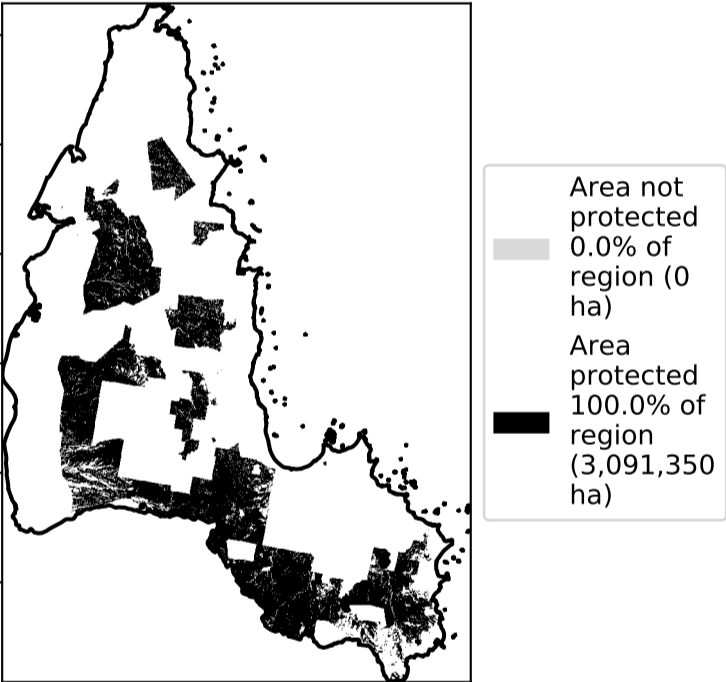 Area not
protected
0.0% of
region (0
ha)
Area
protected
100.0% of
region
(3,091,350
ha)